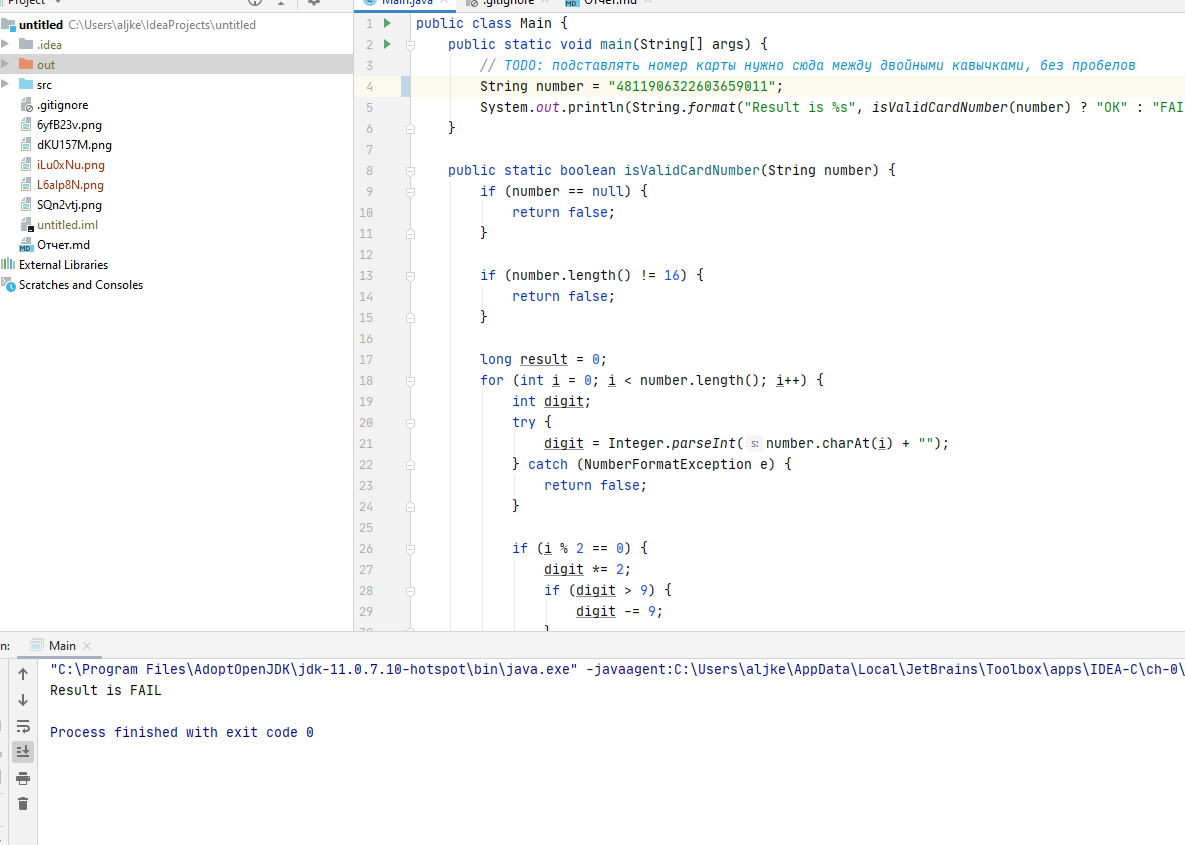 Project
untitled C:\Users\aljke\IdeaProjects\untitled
.idea
out
src
.gitignore
6yfB23v.png
dKU157M.png
iLu0xNu.png
L6alp8N.png
SQn2vtj.png
untitled.iml
Отчет.md
External Libraries
Scratches and Consoles
Main.java .gitignore Отчет.md
1 public class Main {
2 public static void main(String[] args) {
3 // TODO: подставлять номер карты нужно сюда между двойными кавычками, без пробелов
4 String number = "4811906322603659011";
5 System.out.println(String.format("Result is %s", isValidCardNumber(number) ? "OK" : "FAI
6 }
7
8 public static boolean isValidCardNumber(String number) {
9 if (number == null) {
10 return false;
11 }
12
13 if (number.length() != 16) {
14 return false;
15 }
16
17 long result = 0;
18 for (int i = 0; i < number.length(); i++) {
19 int digit;
20 try {
21 digit = Integer.parseInt( s: number.charAt(i) + "");
22 } catch (NumberFormatException e) {
23 return false;
24 }
25
26 if (i % 2 == 0) {
27 digit *= 2;
28 if (digit > 9) {
29 digit -= 9;
}
n: Main
"C:\Program Files\AdoptOpenJDK\jdk-11.0.7.10-hotspot\bin\java.exe" -javaagent:C:\Users\aljke\AppData\Local\JetBrains\Toolbox\apps\IDEA-C\ch-0\
Result is FAIL
Process finished with exit code 0